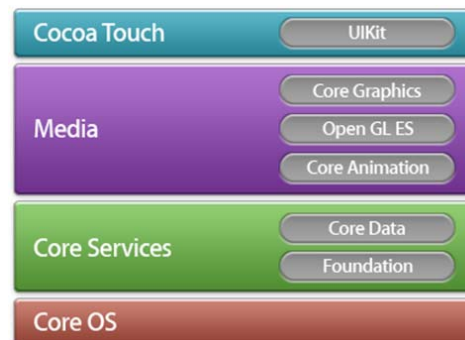 Cocoa Touch
UIKit
Media
Core Graphics
Open GL ES
Core Animation
Core Services
Core Data
Foundation
Core OS